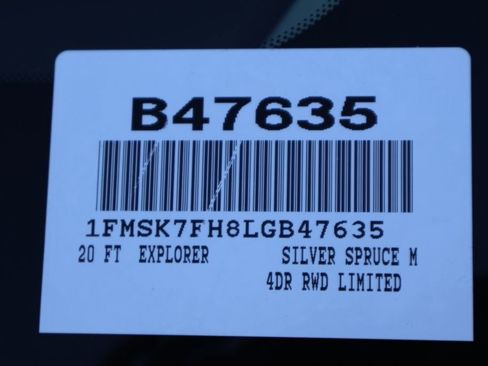 B47635
1FMSK7FH8LGB47635
20 FT EXPLORER SILVER SPRUCE M
4DR RWD LIMITED